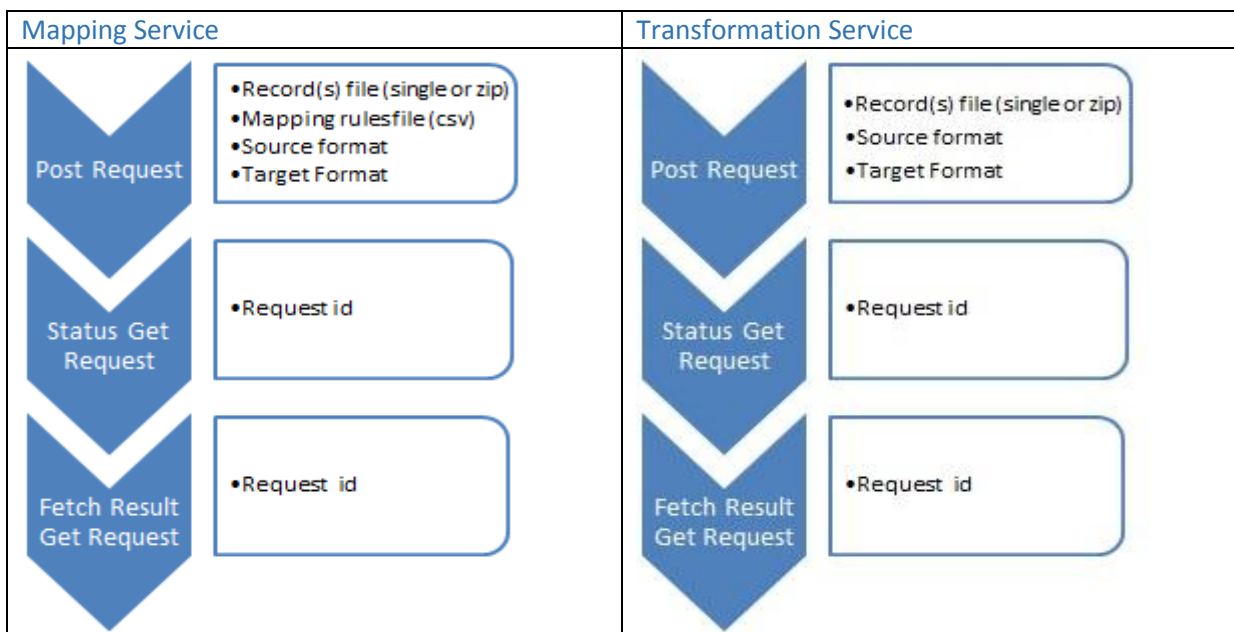 Mapping Service
Post Request
•Record(s) file (single or zip)
•Mapping rulesfile (csv)
•Source format
•Target Format
Status Get
Request
•Request id
Fetch Result
Get Request
•Request id
Transformation Service
Post Request
•Record(s) file (single or zip)
•Source format
•Target Format
Status Get
Request
•Request id
Fetch Result
Get Request
•Request id